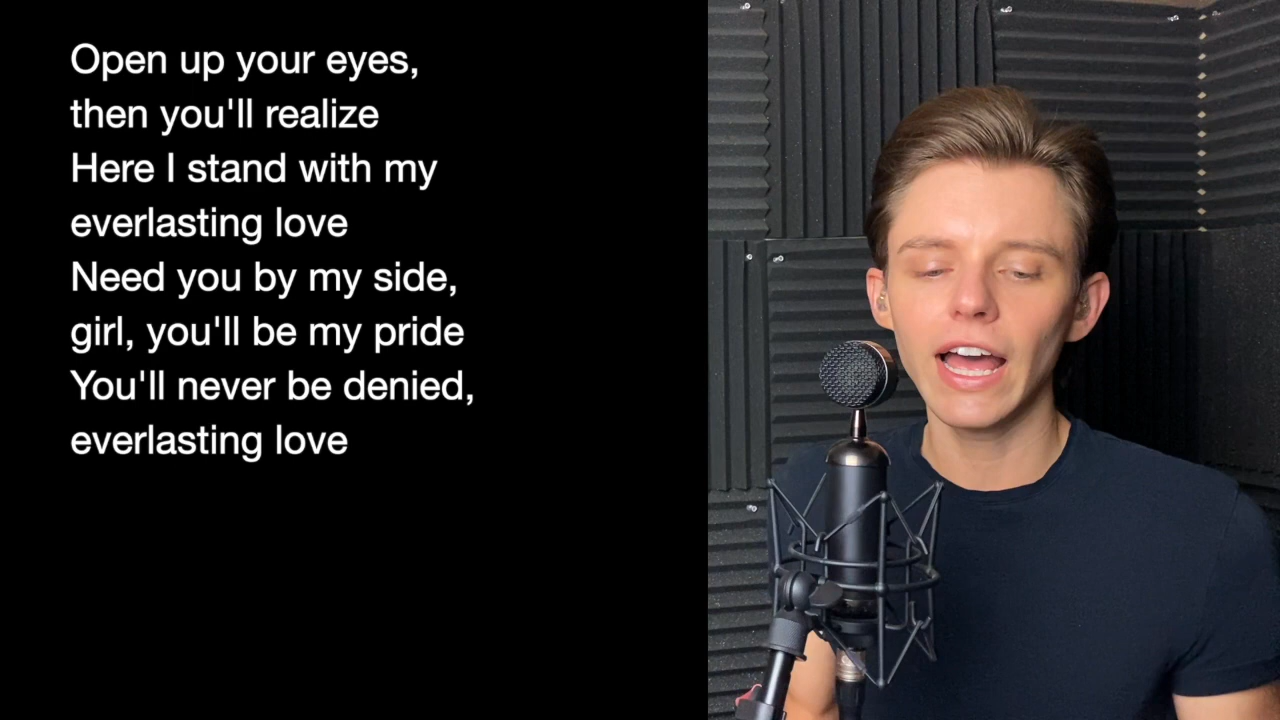 Open up your eyes,
then you'll realize
Here I stand with my
everlasting love
Need you by my side,
girl, you'll be my pride
You'll never be denied,
everlasting love